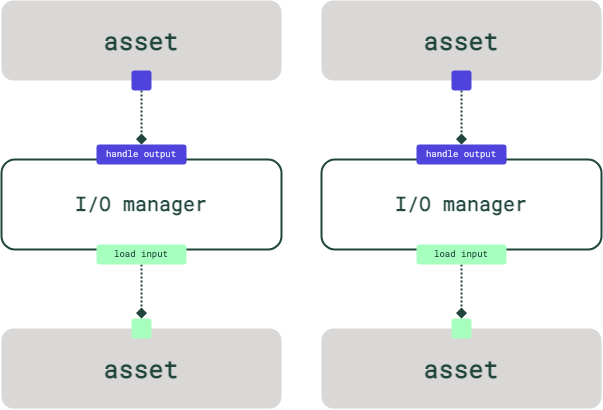 asset
asset
handle output
handle output
I/O manager
I/O manager
load input
load input
asset
asset